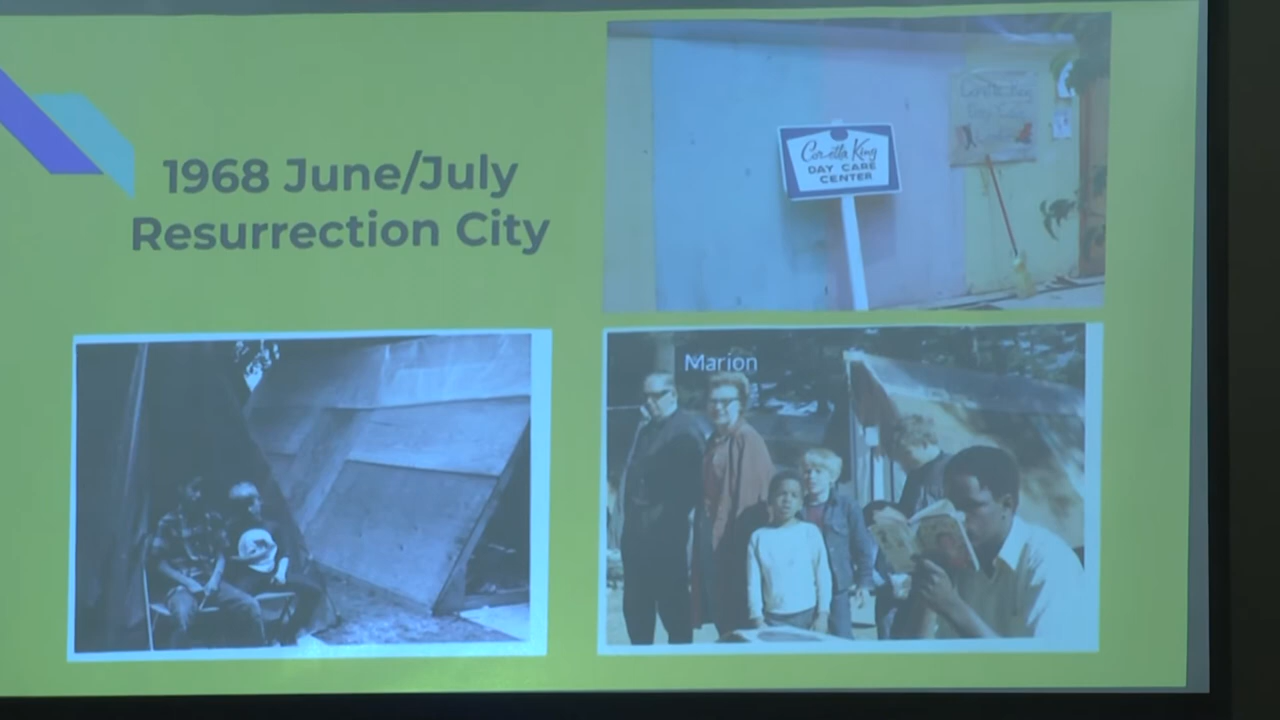 1968 June/July
Resurrection City
Coretta King
DAY CARE
CENTER
Marion